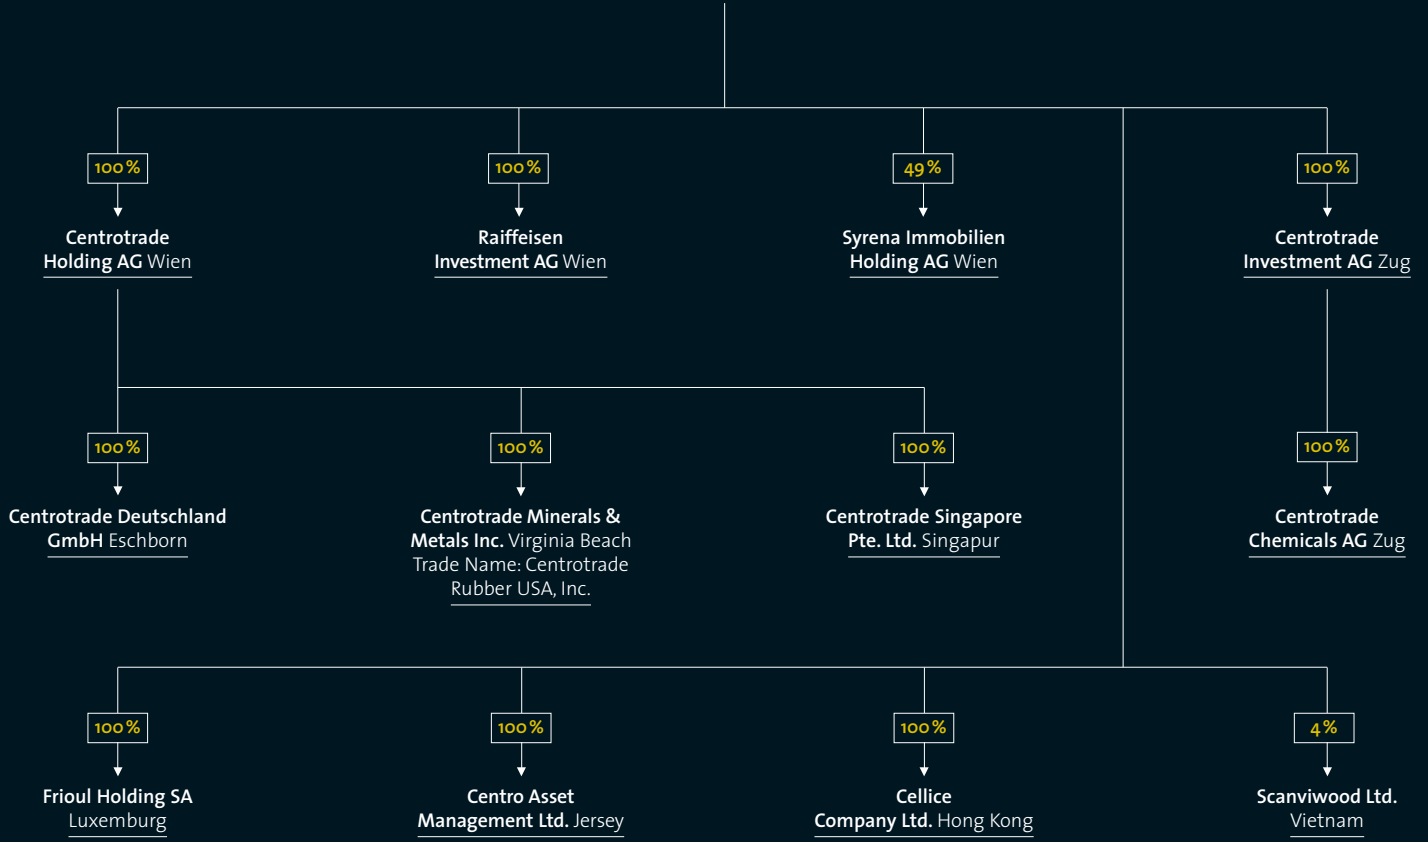 100%
100%
49%
100%
Centrotrade
Holding AG Wien
Raiffeisen
Investment AG Wien
Syrena Immobilien
Holding AG Wien
Centrotrade
Investment AG Zug
100%
100%
100%
100%
Centrotrade Deutschland
GmbH Eschborn
Centrotrade Minerals &
Metals Inc. Virginia Beach
Trade Name: Centrotrade
Rubber USA, Inc.
Centrotrade Singapore
Pte. Ltd. Singapur
Centrotrade
Chemicals AG Zug
100%
100%
100%
4%
Frioul Holding SA
Luxemburg
Centro Asset
Management Ltd. Jersey
Cellice
Company Ltd. Hong Kong
Scanviwood Ltd.
Vietnam